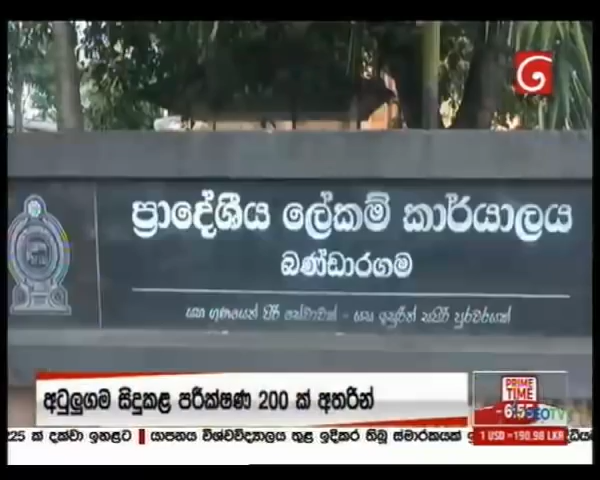 ප්‍රාදේශීය ලේකම් කාර්යාලය
බණ්ඩාරගම
අටුලුගම සිදුකළ පරීක්ෂණ 200 ක් අතරින්
PRIME
TIME
6:55
1 USD =190.98 LKR
25 ක් දක්වා ඉහළට ▌යාපනය විශ්වවිද්‍යාලය තුළ ඉදිකර තිබූ ස්මාරකයක්